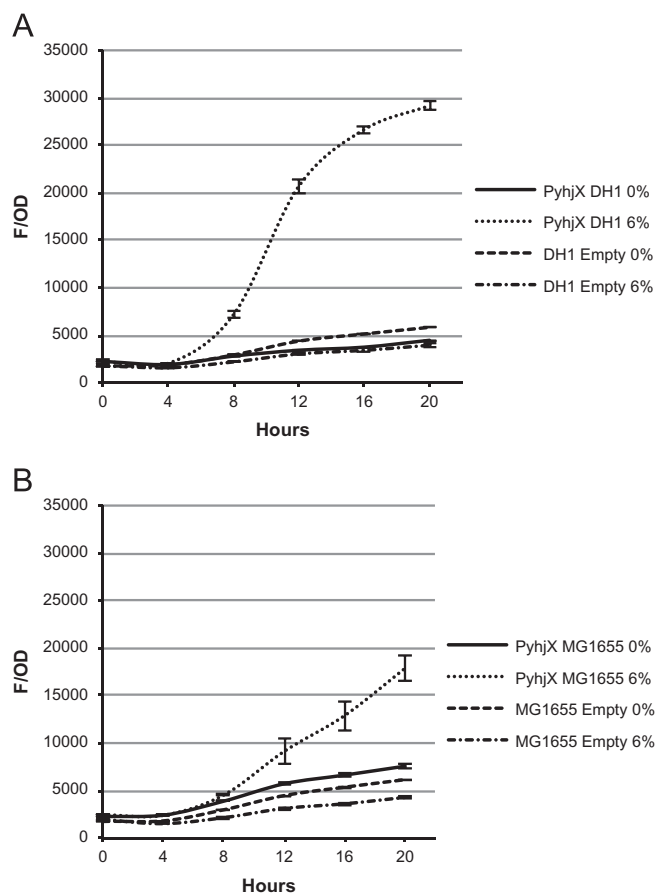 A
35000
30000
25000
20000
15000
10000
5000
0
F/OD
0 4 8 12 16 20
Hours
PyhjX DH1 0%
PyhjX DH1 6%
DH1 Empty 0%
DH1 Empty 6%
B
35000
30000
25000
20000
15000
10000
5000
0
F/OD
0 4 8 12 16 20
Hours
PyhjX MG1655 0%
PyhjX MG1655 6%
MG1655 Empty 0%
MG1655 Empty 6%